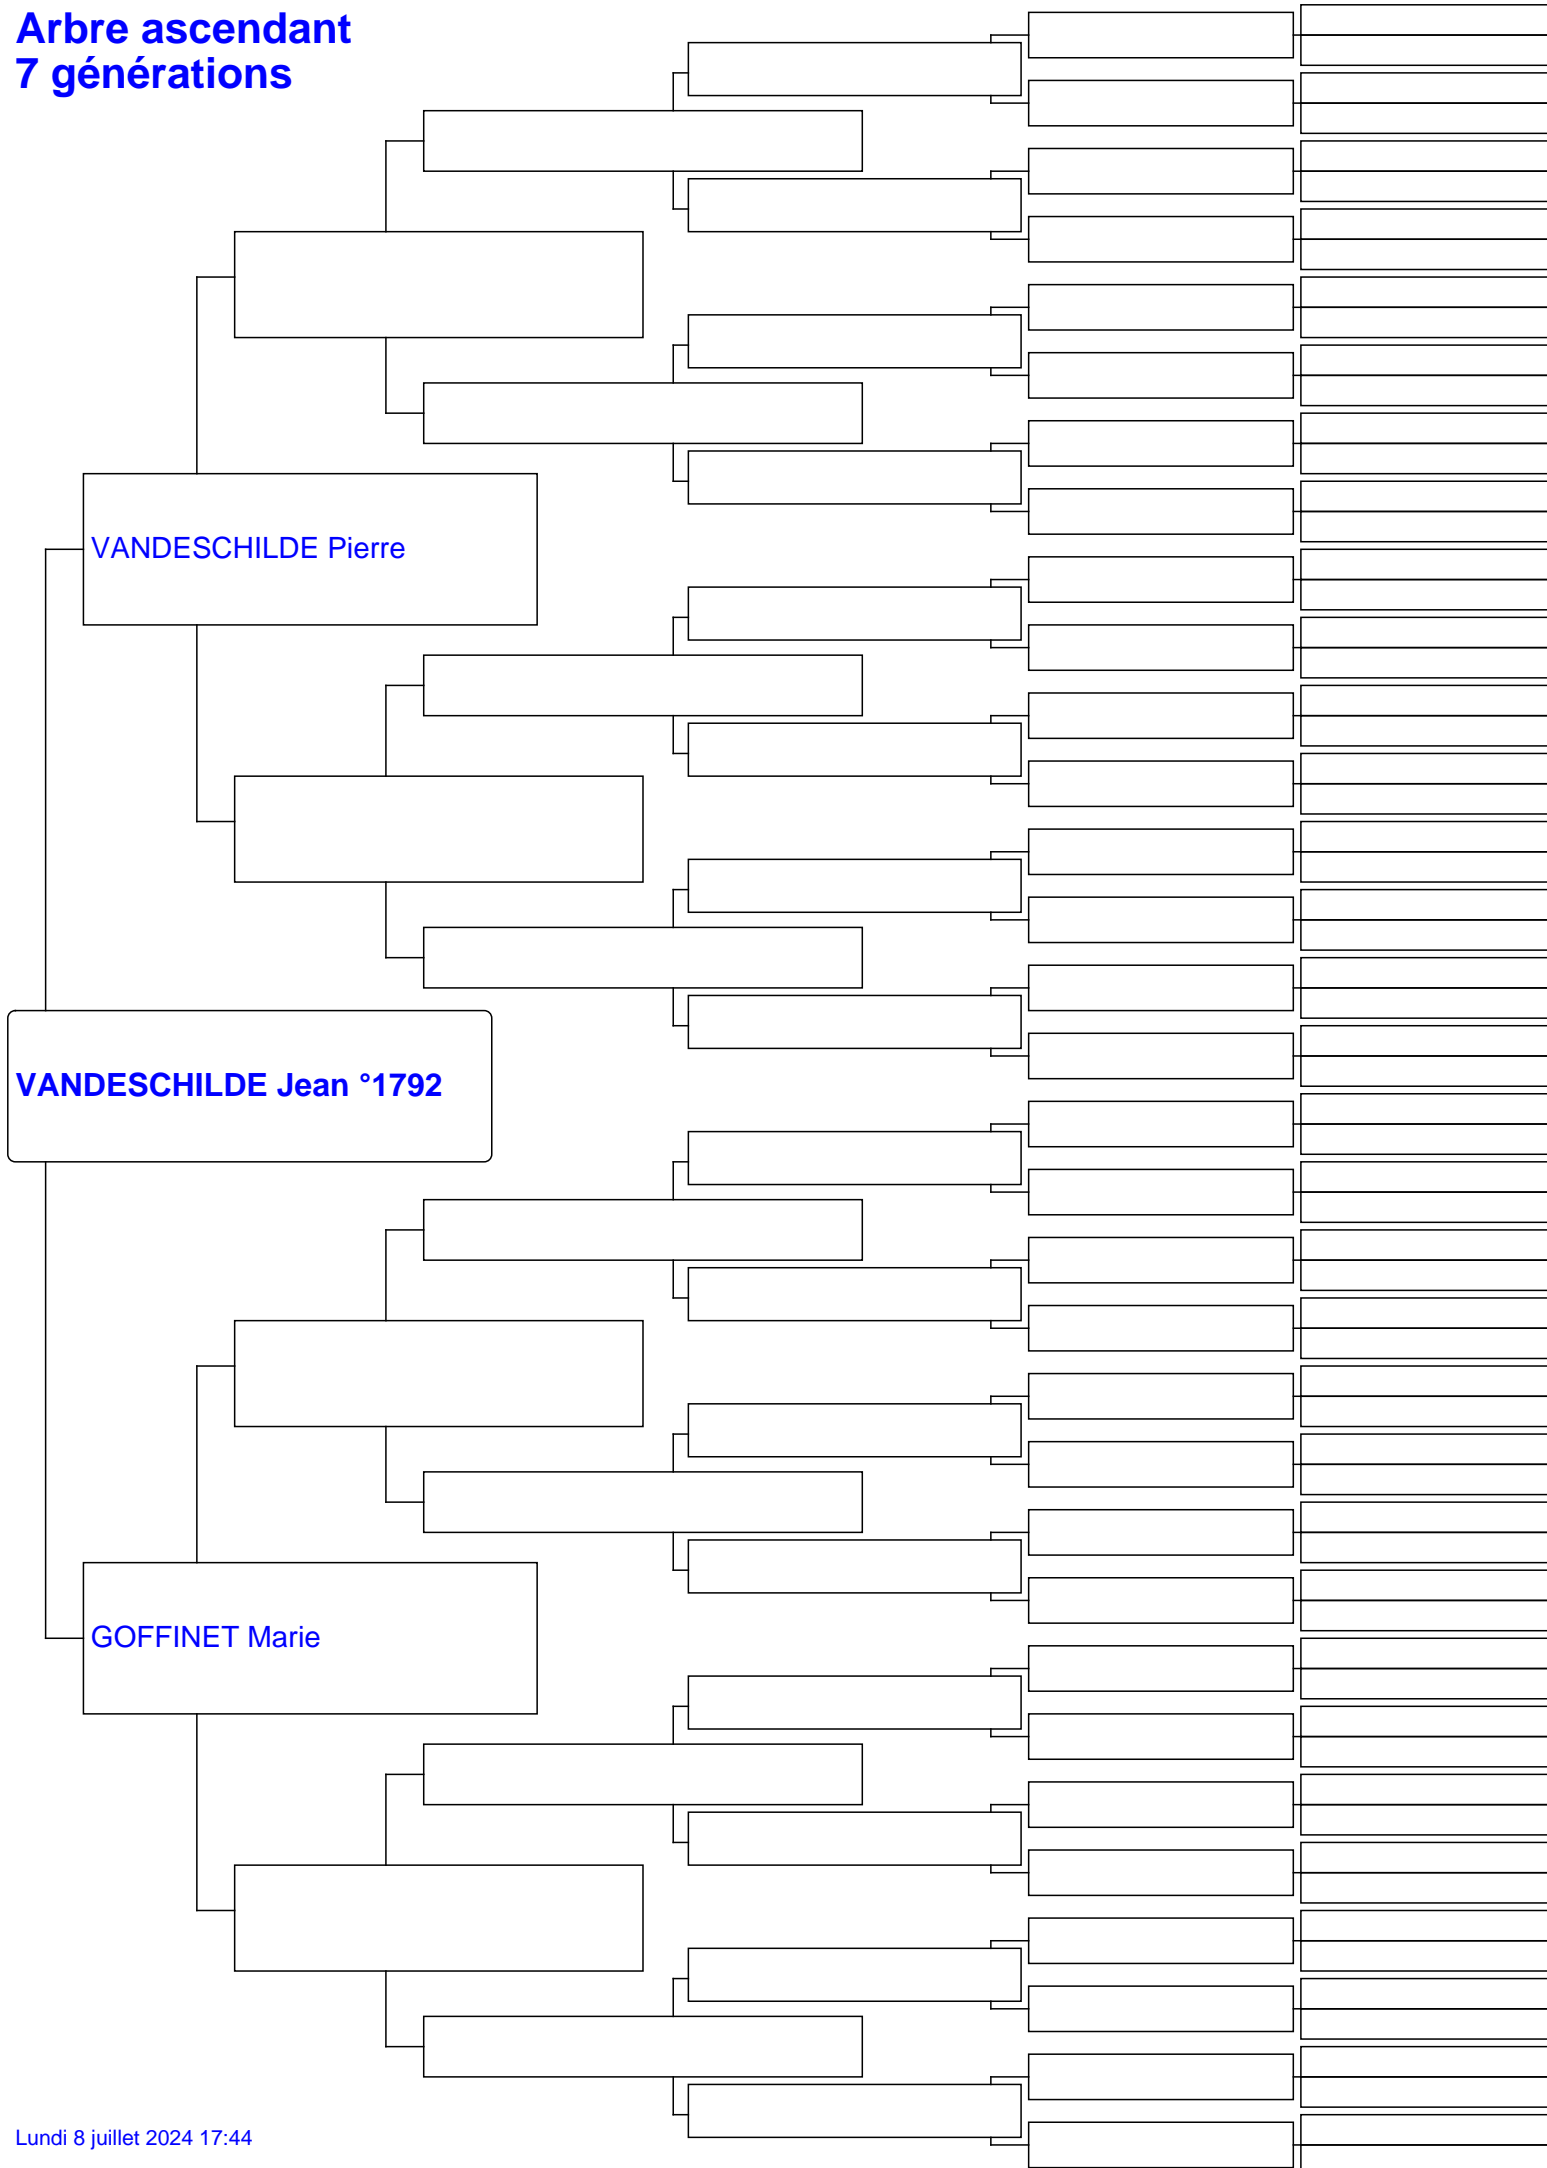 Arbre ascendant
7 générations
VANDESCHILDE Pierre
VANDESCHILDE Jean °1792
GOFFINET Marie
Lundi 8 juillet 2024 17:44